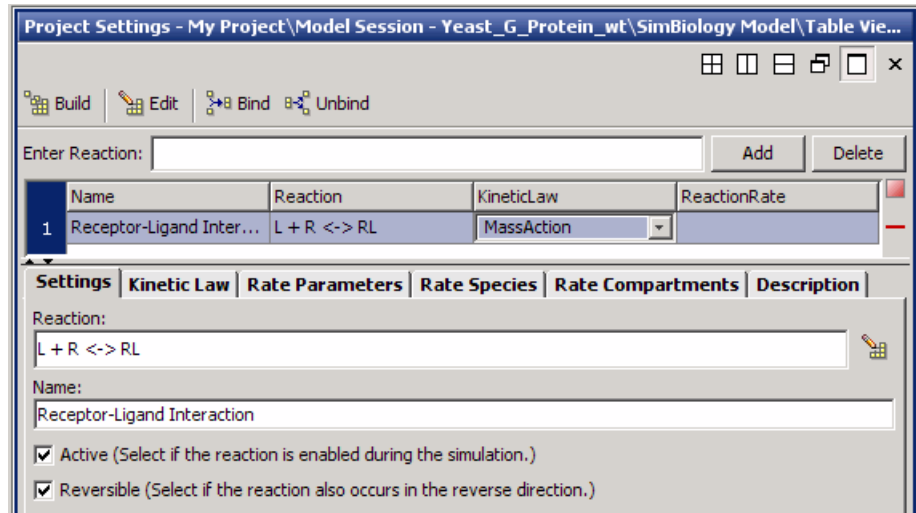 Project Settings - My Project\Model Session - Yeast_G_Protein_wt\SimBiology Model\Table Vie...
Build Edit Bind Unbind
Enter Reaction: Add Delete
Name Reaction KineticLaw ReactionRate
1 Receptor-Ligand Inter... L + R <-> RL MassAction
Settings Kinetic Law Rate Parameters Rate Species Rate Compartments Description
Reaction:
L + R <-> RL
Name:
Receptor-Ligand Interaction
Active (Select if the reaction is enabled during the simulation.)
Reversible (Select if the reaction also occurs in the reverse direction.)